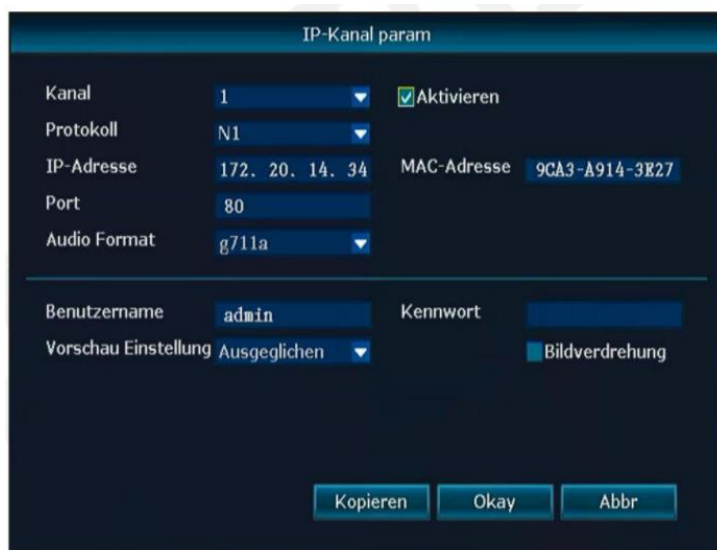 IP-Kanal param
Kanal 1 Aktivieren
Protokoll N1
IP-Adresse 172. 20. 14. 34 MAC-Adresse 9CA3-A914-3E27
Port 80
Audio Format g711a
Benutzername admin Kennwort
Vorschau Einstellung Ausgeglichen Bildverdrehung
Kopieren Okay Abbr